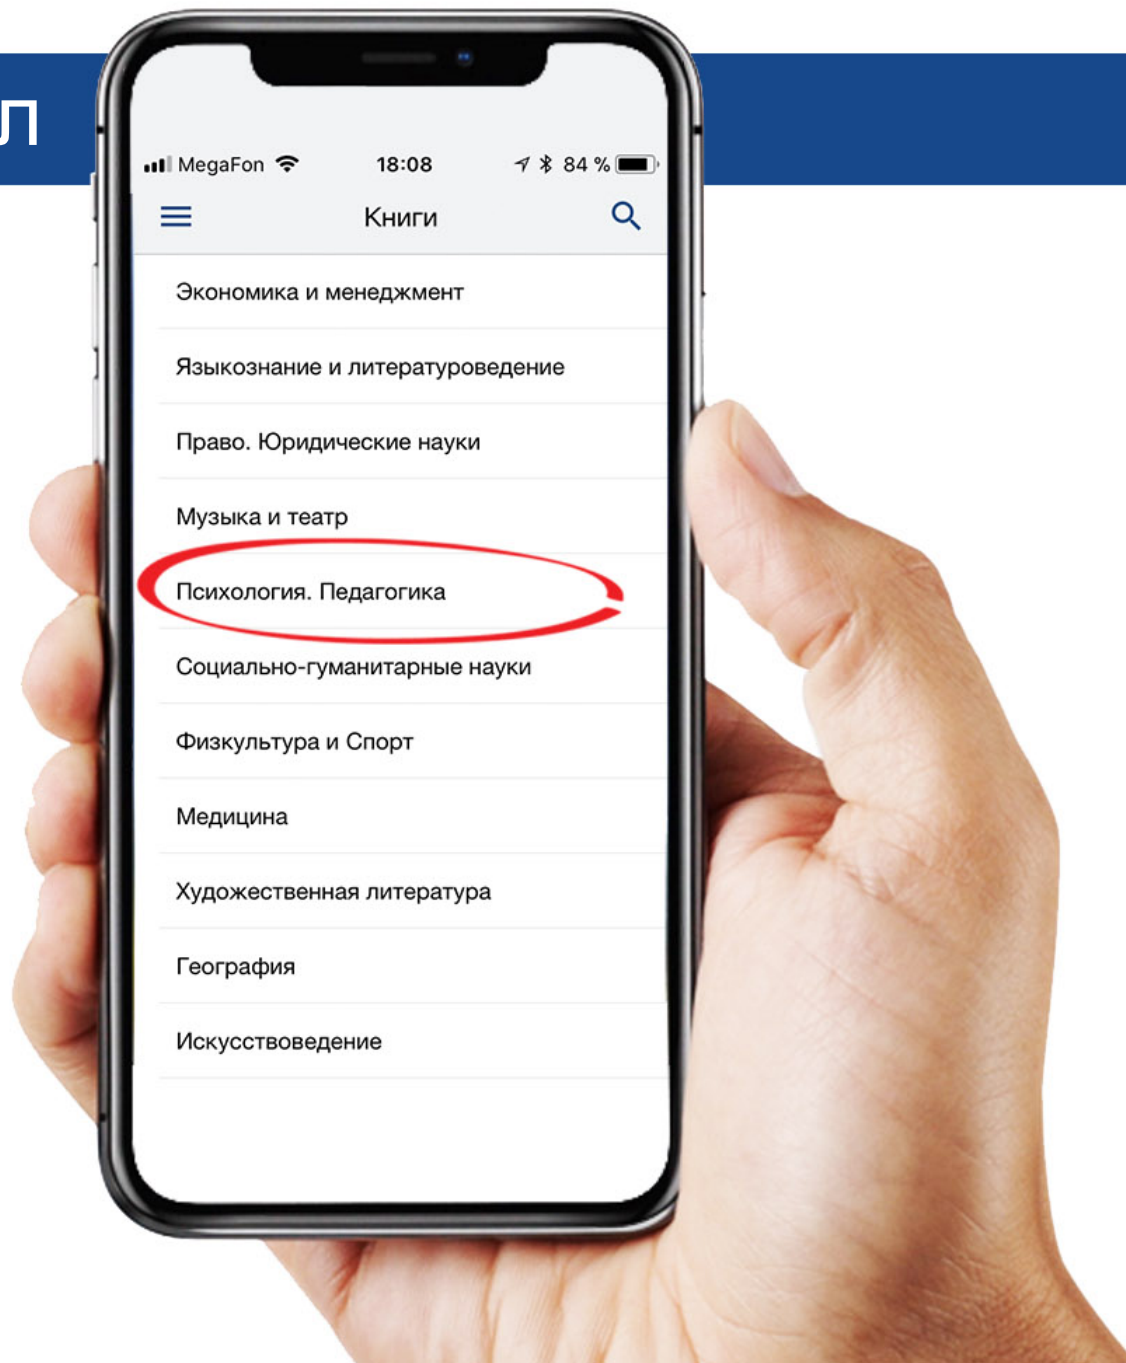 Л
MegaFon 18:08 84 %
Книги
Экономика и менеджмент
Языкознание и литературоведение
Право. Юридические науки
Музыка и театр
Психология. Педагогика
Социально-гуманитарные науки
Физкультура и Спорт
Медицина
Художественная литература
География
Искусствоведение